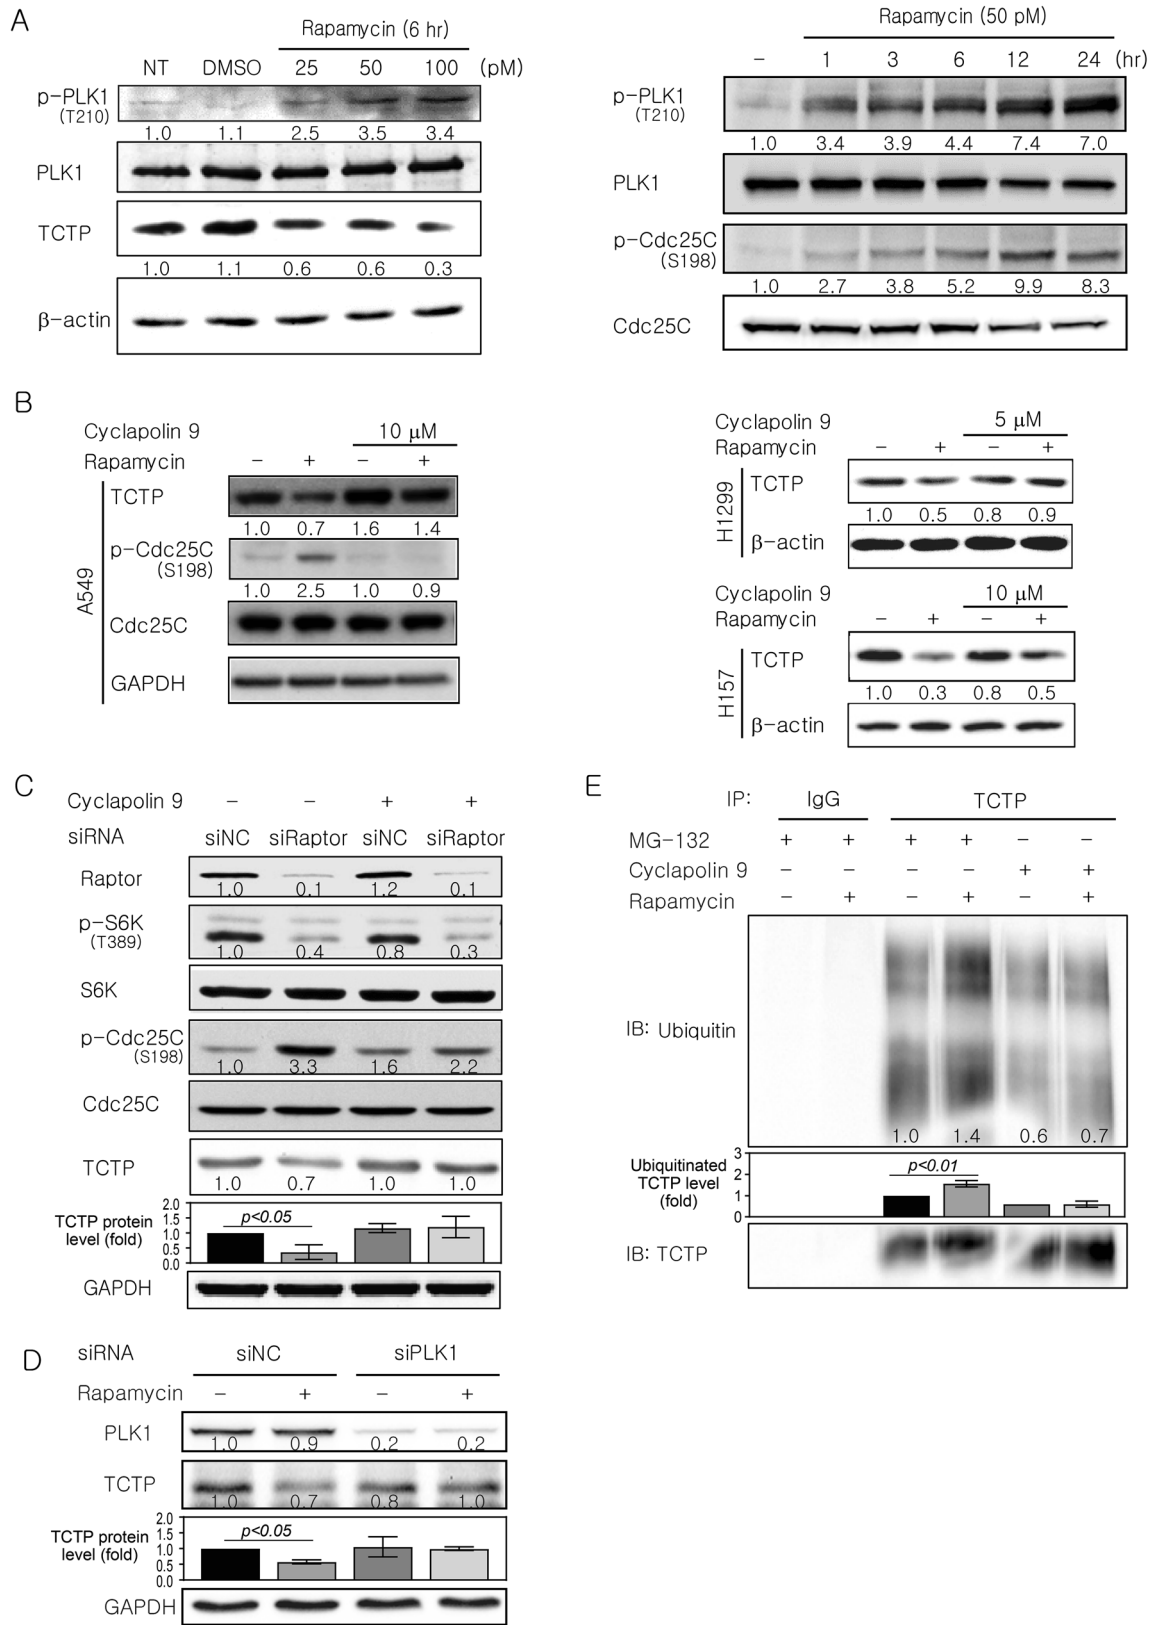 A
Rapamycin (6 hr)
NT DMSO 25 50 100 (pM)
p-PLK1
(T210)
1.0 1.1 2.5 3.5 3.4
PLK1
TCTP
1.0 1.1 0.6 0.6 0.3
β-actin
Rapamycin (50 pM)
– 1 3 6 12 24 (hr)
p-PLK1
(T210)
1.0 3.4 3.9 4.4 7.4 7.0
PLK1
p-Cdc25C
(S198)
1.0 2.7 3.8 5.2 9.9 8.3
Cdc25C
B
Cyclapolin 9 10 μM
Rapamycin – + – +
A549
TCTP
1.0 0.7 1.6 1.4
p-Cdc25C
(S198)
1.0 2.5 1.0 0.9
Cdc25C
GAPDH
Cyclapolin 9 5 μM
Rapamycin – + – +
H1299
TCTP
1.0 0.5 0.8 0.9
β-actin
Cyclapolin 9 10 μM
Rapamycin – + – +
H157
TCTP
1.0 0.3 0.8 0.5
β-actin
C
Cyclapolin 9 – – + +
siRNA siNC siRaptor siNC siRaptor
Raptor
1.0 0.1 1.2 0.1
p-S6K
(T389)
1.0 0.4 0.8 0.3
S6K
p-Cdc25C
(S198)
1.0 3.3 1.6 2.2
Cdc25C
TCTP
1.0 0.7 1.0 1.0
TCTP protein
level (fold)
2.0
1.5
1.0
0.5
0.0
p<0.05
GAPDH
D
siRNA siNC siPLK1
Rapamycin – + – +
PLK1
1.0 0.9 0.2 0.2
TCTP
1.0 0.7 0.8 1.0
TCTP protein
level (fold)
2.0
1.5
1.0
0.5
0.0
p<0.05
GAPDH
E
IP: IgG TCTP
MG-132 + + + + – –
Cyclapolin 9 – – – – + +
Rapamycin – + – + – +
IB: Ubiquitin
1.0 1.4 0.6 0.7
Ubiquitinated
TCTP level
(fold)
3
2
1
0
p<0.01
IB: TCTP